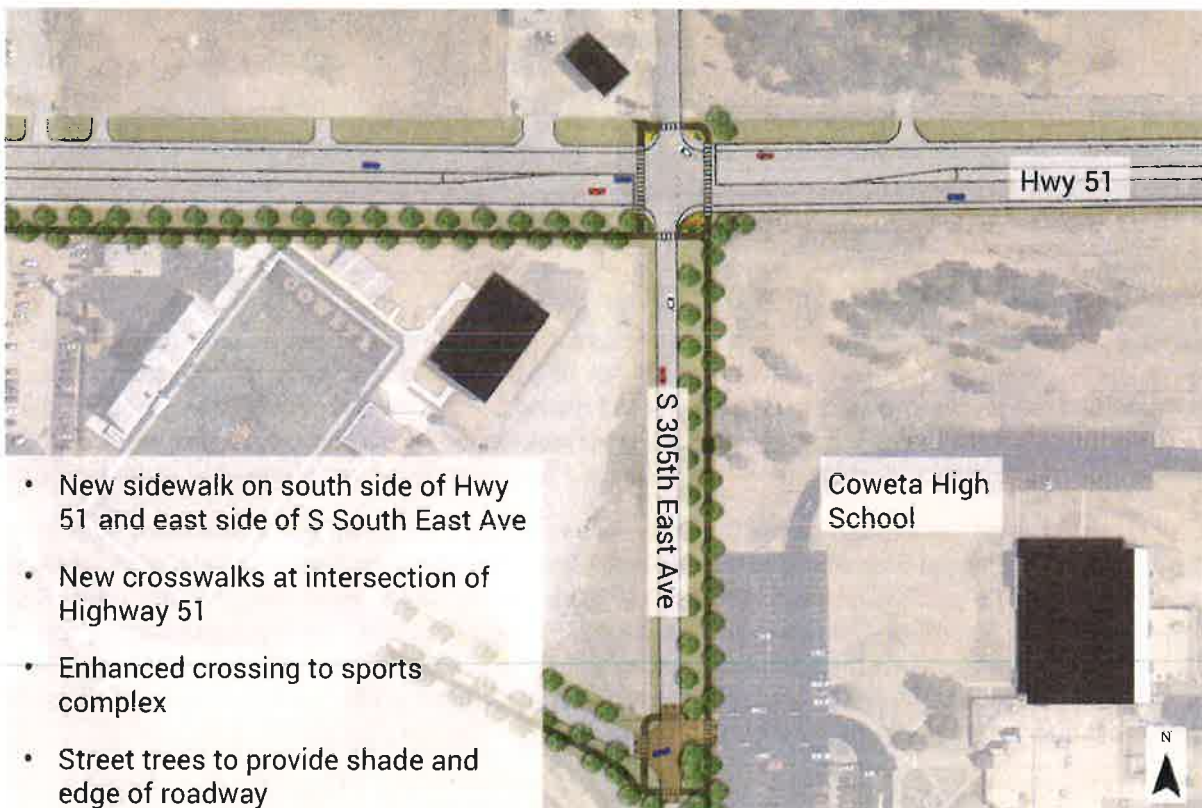 Hwy 51
S 305th East Ave
Coweta High
School
• New sidewalk on south side of Hwy
51 and east side of S South East Ave
• New crosswalks at intersection of
Highway 51
• Enhanced crossing to sports
complex
• Street trees to provide shade and
edge of roadway
N